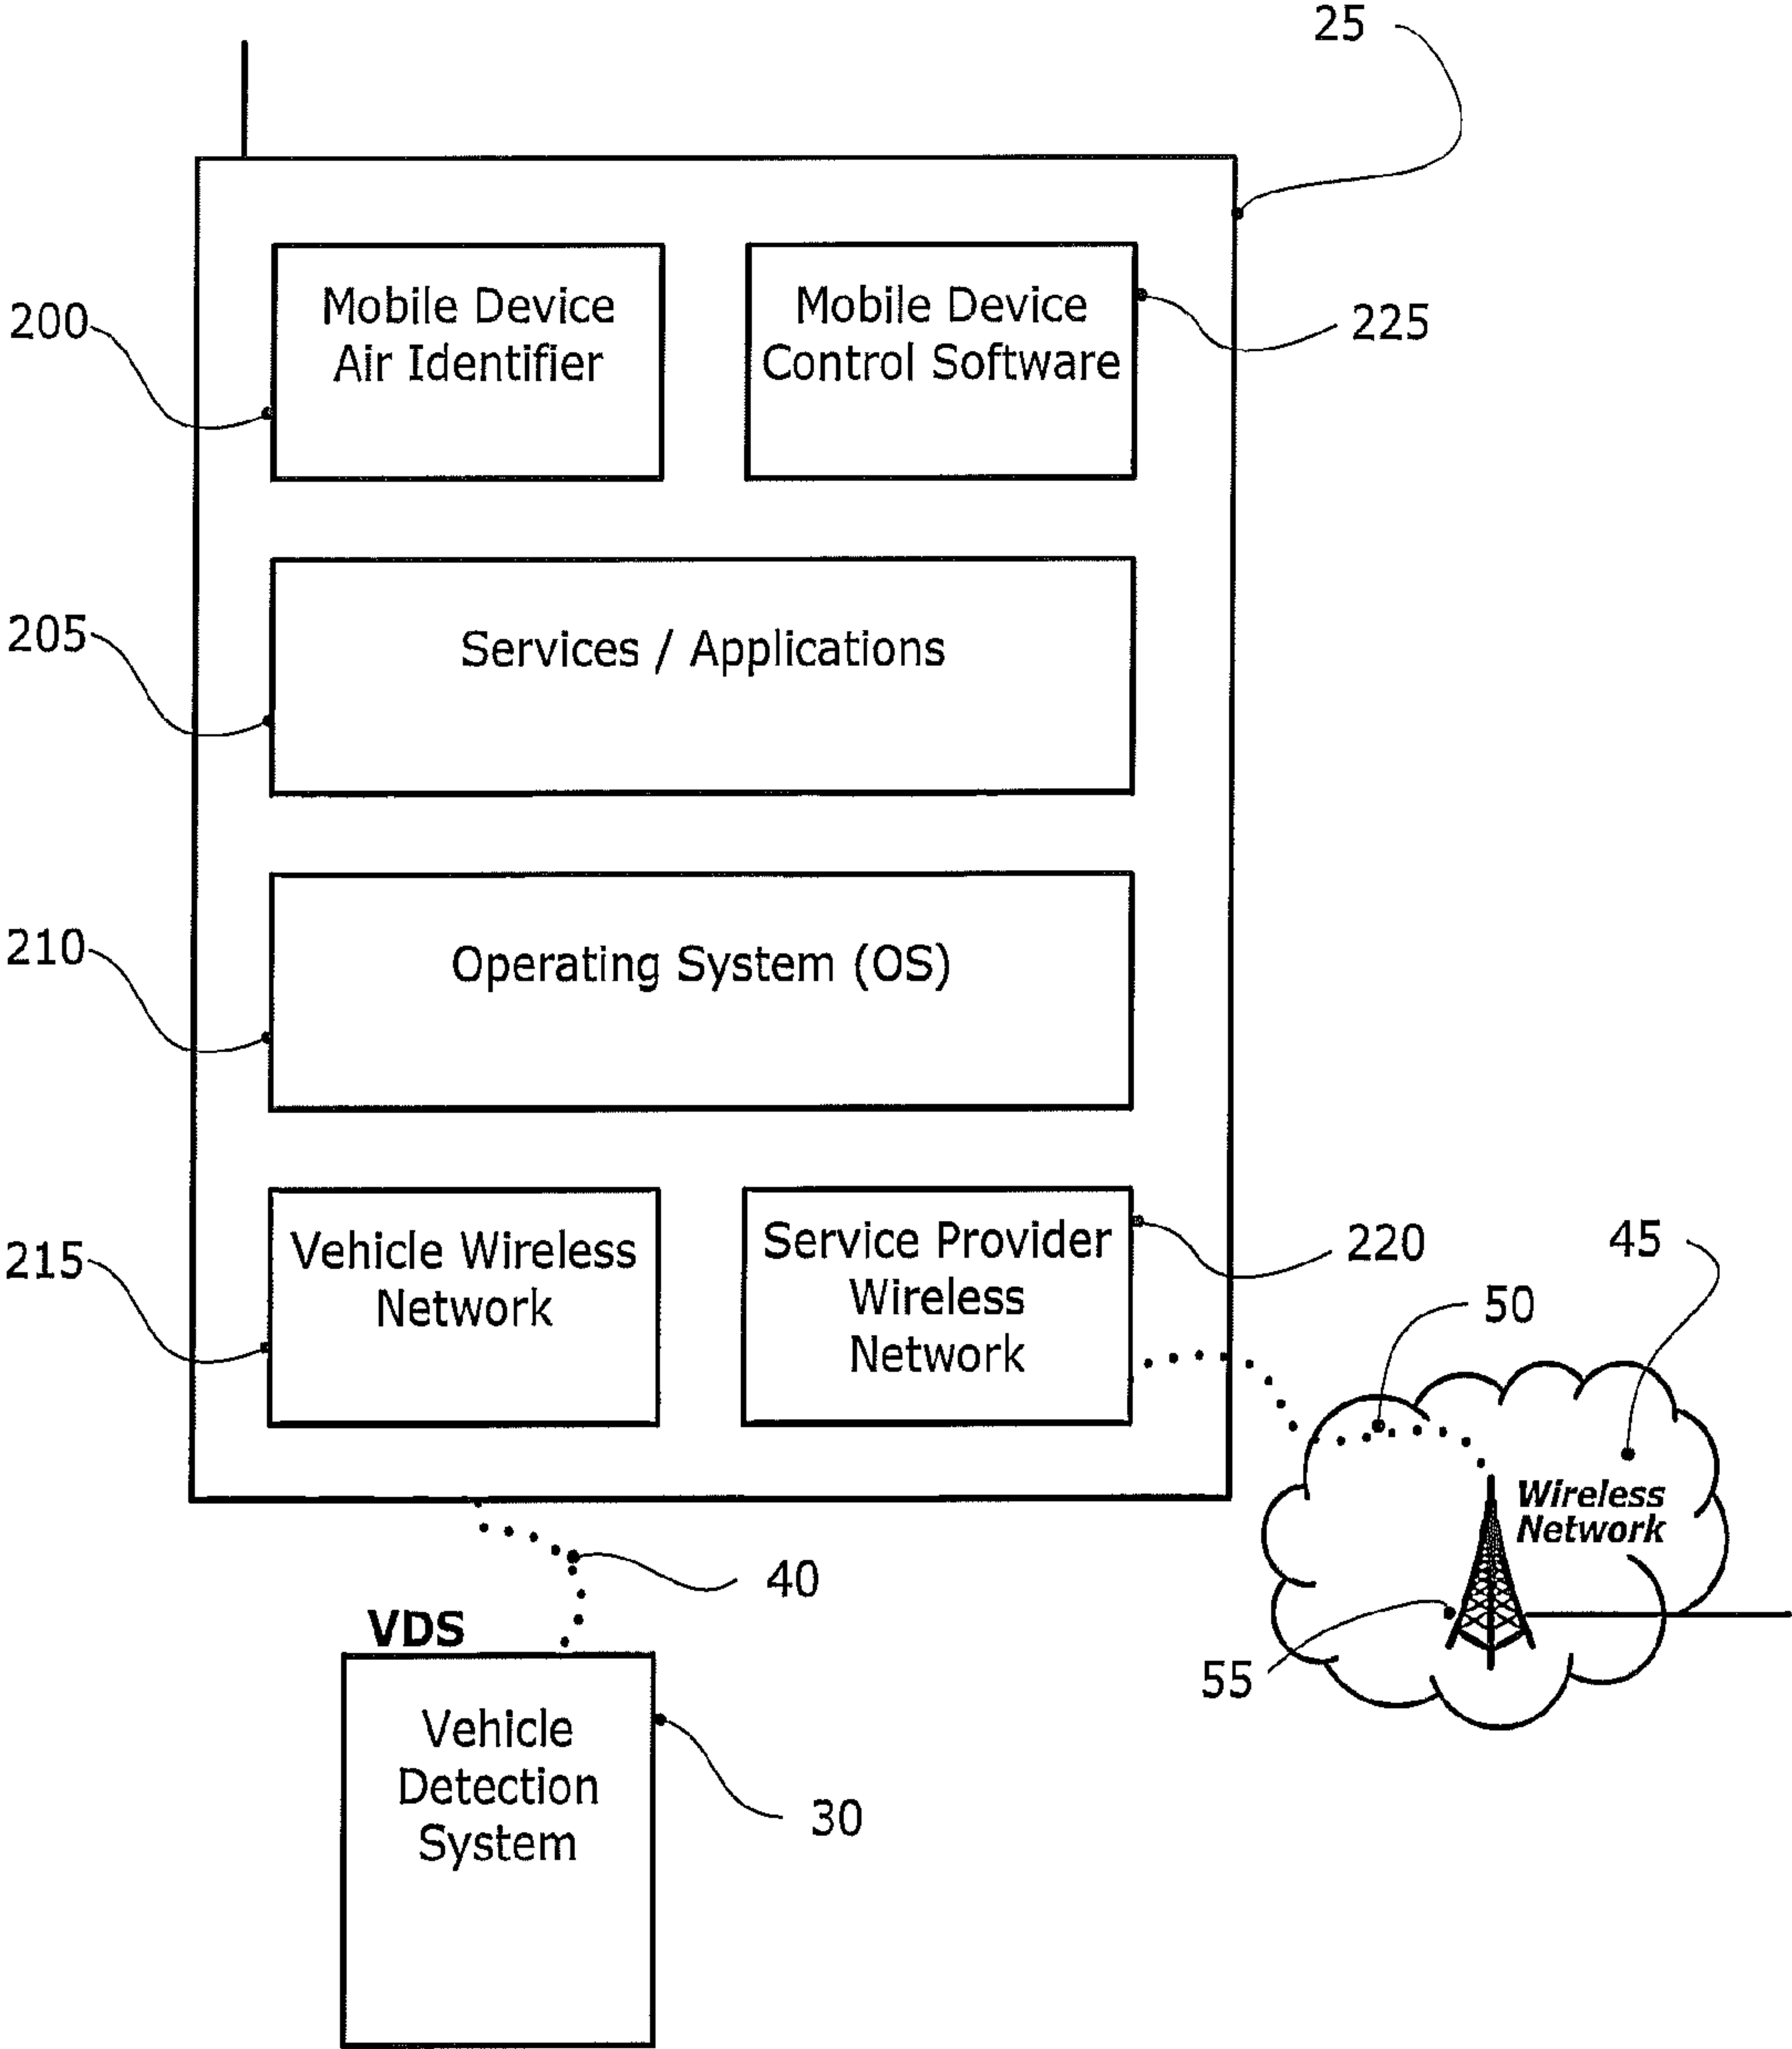 25
Mobile Device
Air Identifier
Mobile Device
Control Software
200
225
Services / Applications
205
Operating System (OS)
210
Vehicle Wireless
Network
Service Provider
Wireless
Network
215
220
45
50
Wireless
Network
40
VDS
55
Vehicle
Detection
System
30